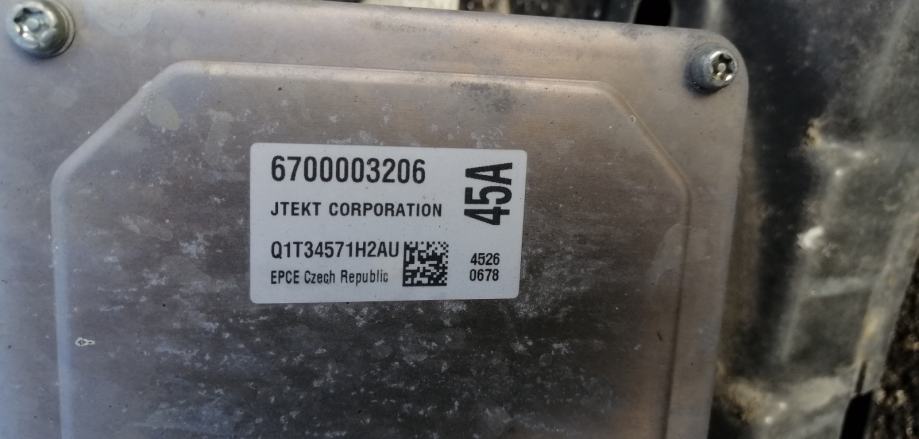 6700003206
45A
JTEKT CORPORATION
Q1T34571H2AU
4526
EPCE Czech Republic
0678